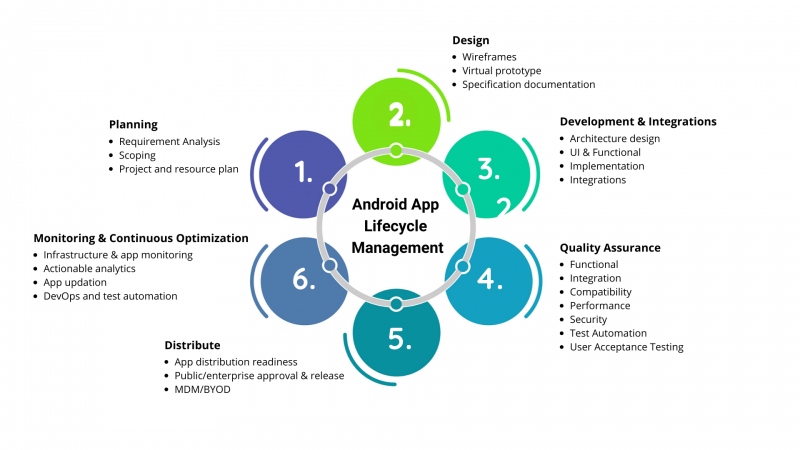 Design
Wireframes
Virtual prototype
Specification documentation
2.
Planning
Requirement Analysis
Scoping
Project and resource plan
1.
Development & Integrations
Architecture design
UI & Functional
Implementation
Integrations
3.
2
Android App
Lifecycle
Management
Monitoring & Continuous Optimization
Infrastructure & app monitoring
Actionable analytics
App updation
DevOps and test automation
6.
4.
Quality Assurance
Functional
Integration
Compatibility
Performance
Security
Test Automation
User Acceptance Testing
5.
Distribute
App distribution readiness
Public/enterprise approval & release
MDM/BYOD